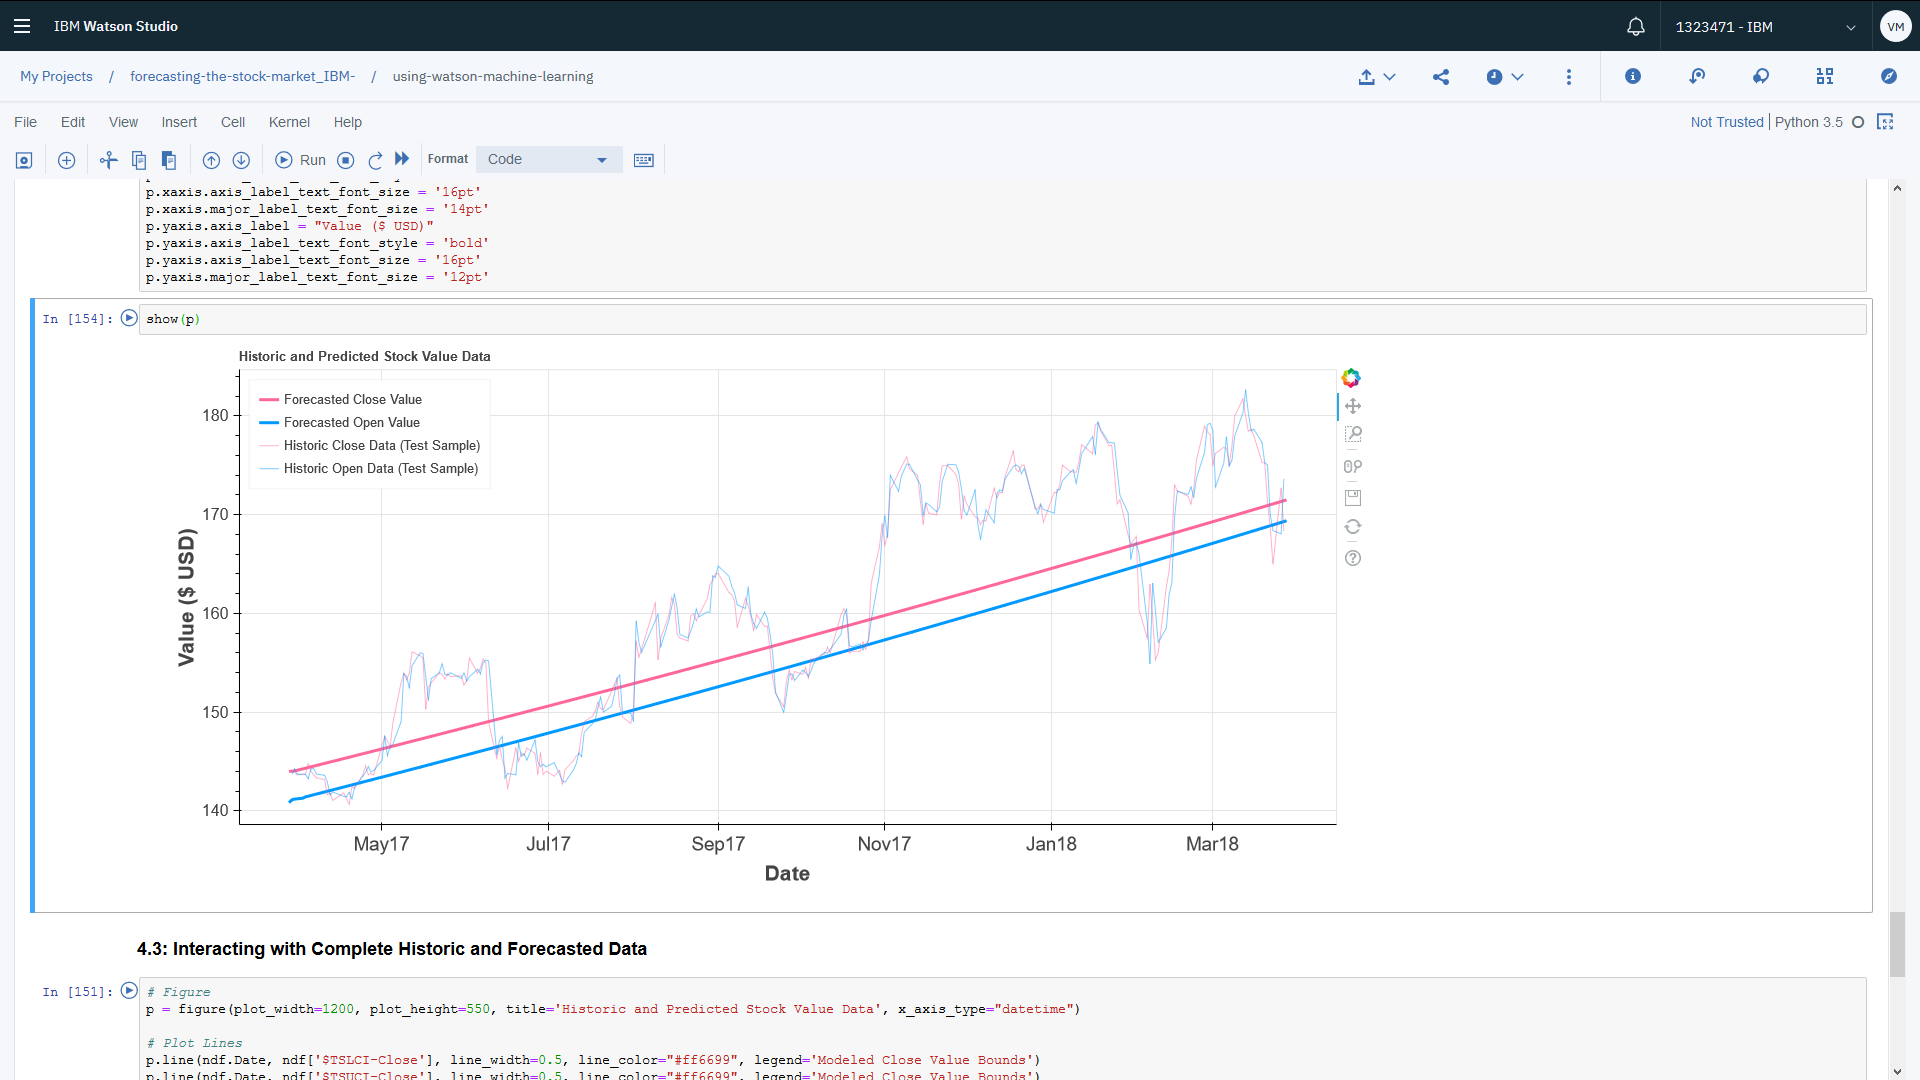 IBM Watson Studio
1323471 - IBM
VM
My Projects / forecasting-the-stock-market_IBM- / using-watson-machine-learning
File Edit View Insert Cell Kernel Help
Not Trusted | Python 3.5
Run
Format
Code
p.xaxis.axis_label_text_font_size = '16pt'
p.xaxis.major_label_text_font_size = '14pt'
p.yaxis.axis_label = "Value ($ USD)"
p.yaxis.axis_label_text_font_style = 'bold'
p.yaxis.axis_label_text_font_size = '16pt'
p.yaxis.major_label_text_font_size = '12pt'
In [154]:
show(p)
Historic and Predicted Stock Value Data
Forecasted Close Value
Forecasted Open Value
Historic Close Data (Test Sample)
Historic Open Data (Test Sample)
180
170
160
150
140
Value ($ USD)
May17 Jul17 Sep17 Nov17 Jan18 Mar18
Date
4.3: Interacting with Complete Historic and Forecasted Data
In [151]:
# Figure
p = figure(plot_width=1200, plot_height=550, title='Historic and Predicted Stock Value Data', x_axis_type="datetime")
# Plot Lines
p.line(ndf.Date, ndf['$TSLCI-Close'], line_width=0.5, line_color="#ff6699", legend='Modeled Close Value Bounds')
p.line(ndf.Date, ndf['$TSUCI-Close'], line_width=0.5, line_color="#ff6699", legend='Modeled Close Value Bounds')